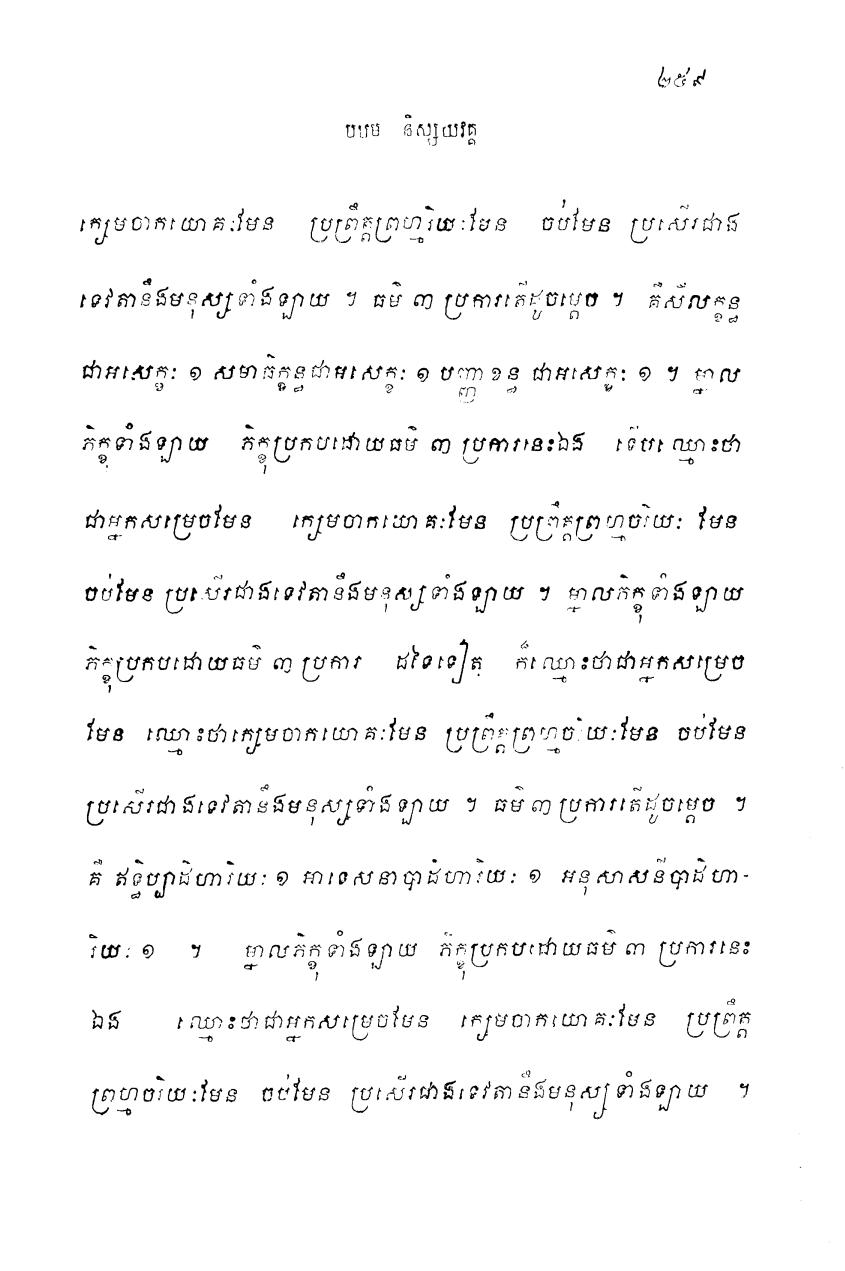 ២៥៩
បឋម និស្សយវគ្គ
ក្សេមចាកយោគៈមែន ប្រព្រឹត្តព្រហ្មរិយៈមែន ចប់មែន ប្រសើរជាង
ទេវតានឹងមនុស្សទាំងឡាយ ។ ធម៌ ៣ ប្រការតើដូចម្តេច ។ គឺសីលក្ខន្ធ
ជាអសេក្ខៈ ១ សមាធិក្ខន្ធជាអសេក្ខៈ ១ បញ្ញាខន្ធ ជាអសេក្ខៈ ១ ។ ម្នាល
ភិក្ខុទាំងឡាយ ភិក្ខុប្រកបដោយធម៌ ៣ ប្រការនេះឯង ទើបឈ្មោះថា
ជាអ្នកសម្រេចមែន ក្សេមចាកយោគៈមែន ប្រព្រឹត្តព្រហ្មចរិយៈ មែន
ចប់មែន ប្រសើរជាងទេវតានឹងមនុស្សទាំងឡាយ ។ ម្នាលភិក្ខុទាំងឡាយ
ភិក្ខុប្រកបដោយធម៌ ៣ ប្រការ ដទៃទៀត ក៏ឈ្មោះថាជាអ្នកសម្រេច
មែន ឈ្មោះថាក្សេមចាកយោគៈមែន ប្រព្រឹត្តព្រហ្មចរិយៈមែន ចប់មែន
ប្រសើរជាងទេវតានឹងមនុស្សទាំងឡាយ ។ ធម៌ ៣ ប្រការតើដូចម្តេច ។
គឺ ឥទ្ធិប្បាដិហារិយៈ ១ អាទេសនាបាដិហារិយៈ ១ អនុសាសនីបាដិហា-
រិយៈ ១ ។ ម្នាលភិក្ខុទាំងឡាយ ភិក្ខុប្រកបដោយធម៌ ៣ ប្រការនេះ
ឯង ឈ្មោះថាជាអ្នកសម្រេចមែន ក្សេមចាកយោគៈមែន ប្រព្រឹត្ត
ព្រហ្មចរិយៈមែន ចប់មែន ប្រសើរជាងទេវតានឹងមនុស្សទាំងឡាយ ។